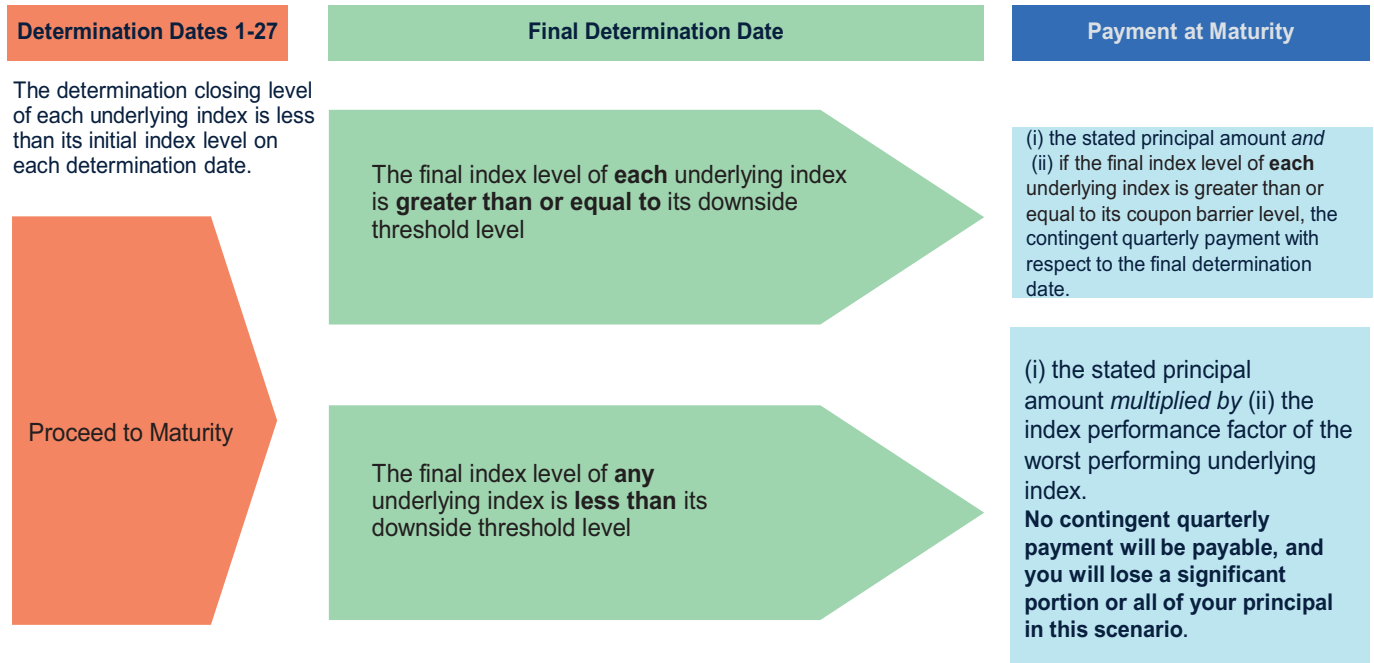 Determination Dates 1-27
Final Determination Date
Payment at Maturity
The determination closing level
of each underlying index is less
than its initial index level on
each determination date.
Proceed to Maturity
The final index level of each underlying index
is greater than or equal to its downside
threshold level
(i) the stated principal amount and
(ii) if the final index level of each
underlying index is greater than or
equal to its coupon barrier level, the
contingent quarterly payment with
respect to the final determination
date.
The final index level of any
underlying index is less than its
downside threshold level
(i) the stated principal
amount multiplied by (ii) the
index performance factor of the
worst performing underlying
index.
No contingent quarterly
payment will be payable, and
you will lose a significant
portion or all of your principal
in this scenario.